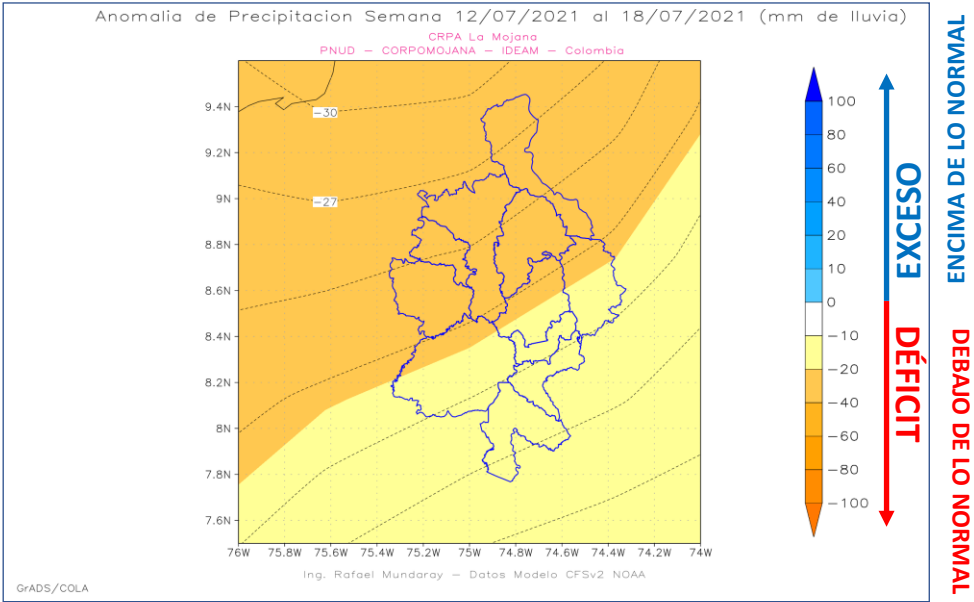 Anomalia de Precipitacion Semana 12/07/2021 al 18/07/2021 (mm de lluvia)
CRPA La Mojana
PNUD – CORPOMOJANA – IDEAM – Colombia
9.4N
9.2N
9N
8.8N
8.6N
8.4N
8.2N
8N
7.8N
7.6N
−30
−27
76W 75.8W 75.6W 75.4W 75.2W 75W 74.8W 74.6W 74.4W 74.2W 74W
Ing. Rafael Mundaray – Datos Modelo CFSv2 NOAA
GrADS/COLA
100
80
60
40
20
10
0
−10
−20
−40
−60
−80
−100
EXCESO
DÉFICIT
ENCIMA DE LO NORMAL
DEBAJO DE LO NORMAL